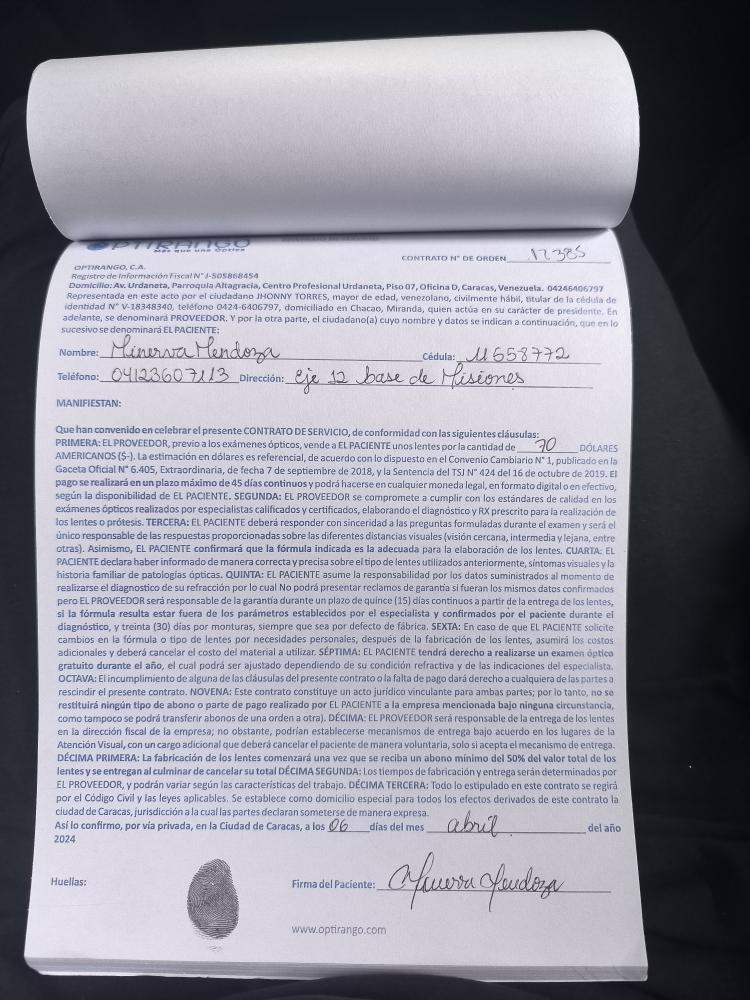 OPTIRANGO
Más que una Óptica
CONTRATO N° DE ORDEN 12385
OPTIRANGO, C.A.
Registro de Información Fiscal N° J-505868454
Domicilio: Av. Urdaneta, Parroquia Altagracia, Centro Profesional Urdaneta, Piso 07, Oficina D, Caracas, Venezuela. 04246406797
Representada en este acto por el ciudadano JHONNY TORRES, mayor de edad, venezolano, civilmente hábil, titular de la cédula de
identidad N° V-18348340, teléfono 0424-6406797, domiciliado en Chacao, Miranda, quien actúa en su carácter de presidente. En
adelante, se denominará PROVEEDOR. Y por la otra parte, el ciudadano(a) cuyo nombre y datos se indican a continuación, que en lo
sucesivo se denominará EL PACIENTE:
Nombre: Minerva Mendoza Cédula: 11658772
Teléfono: 04123607113 Dirección: Eje 12 base de Misiones
MANIFIESTAN:
Que han convenido en celebrar el presente CONTRATO DE SERVICIO, de conformidad con las siguientes cláusulas:
PRIMERA: EL PROVEEDOR, previo a los exámenes ópticos, vende a EL PACIENTE unos lentes por la cantidad de 70 DÓLARES
AMERICANOS ($-). La estimación en dólares es referencial, de acuerdo con lo dispuesto en el Convenio Cambiario N° 1, publicado en la
Gaceta Oficial N° 6.405, Extraordinaria, de fecha 7 de septiembre de 2018, y la Sentencia del TSJ N° 424 del 16 de octubre de 2019. El
pago se realizará en un plazo máximo de 45 días continuos y podrá hacerse en cualquier moneda legal, en formato digital o en efectivo,
según la disponibilidad de EL PACIENTE. SEGUNDA: EL PROVEEDOR se compromete a cumplir con los estándares de calidad en los
exámenes ópticos realizados por especialistas calificados y certificados, elaborando el diagnóstico y RX prescrito para la realización de
los lentes o prótesis. TERCERA: EL PACIENTE deberá responder con sinceridad a las preguntas formuladas durante el examen y será el
único responsable de las respuestas proporcionadas sobre las diferentes distancias visuales (visión cercana, intermedia y lejana, entre
otras). Asimismo, EL PACIENTE confirmará que la fórmula indicada es la adecuada para la elaboración de los lentes. CUARTA: EL
PACIENTE declara haber informado de manera correcta y precisa sobre el tipo de lentes utilizados anteriormente, síntomas visuales y la
historia familiar de patologías ópticas. QUINTA: EL PACIENTE asume la responsabilidad por los datos suministrados al momento de
realizarse el diagnostico de su refracción por lo cual No podrá presentar reclamos de garantía si fueran los mismos datos confirmados
pero EL PROVEEDOR será responsable de la garantía durante un plazo de quince (15) días continuos a partir de la entrega de los lentes,
si la fórmula resulta estar fuera de los parámetros establecidos por el especialista y confirmados por el paciente durante el
diagnóstico, y treinta (30) días por monturas, siempre que sea por defecto de fábrica. SEXTA: En caso de que EL PACIENTE solicite
cambios en la fórmula o tipo de lentes por necesidades personales, después de la fabricación de los lentes, asumirá los costos
adicionales y deberá cancelar el costo del material a utilizar. SÉPTIMA: EL PACIENTE tendrá derecho a realizarse un examen óptico
gratuito durante el año, el cual podrá ser ajustado dependiendo de su condición refractiva y de las indicaciones del especialista.
OCTAVA: El incumplimiento de alguna de las cláusulas del presente contrato o la falta de pago dará derecho a cualquiera de las partes a
rescindir el presente contrato. NOVENA: Este contrato constituye un acto jurídico vinculante para ambas partes; por lo tanto, no se
restituirá ningún tipo de abono o parte de pago realizado por EL PACIENTE a la empresa mencionada bajo ninguna circunstancia,
como tampoco se podrá transferir abonos de una orden a otra). DÉCIMA: EL PROVEEDOR será responsable de la entrega de los lentes
en la dirección fiscal de la empresa; no obstante, podrían establecerse mecanismos de entrega bajo acuerdo en los lugares de la
Atención Visual, con un cargo adicional que deberá cancelar el paciente de manera voluntaria, solo si acepta el mecanismo de entrega.
DÉCIMA PRIMERA: La fabricación de los lentes comenzará una vez que se reciba un abono mínimo del 50% del valor total de los
lentes y se entregan al culminar de cancelar su total DÉCIMA SEGUNDA: Los tiempos de fabricación y entrega serán determinados por
EL PROVEEDOR, y podrán variar según las características del trabajo. DÉCIMA TERCERA: Todo lo estipulado en este contrato se regirá
por el Código Civil y las leyes aplicables. Se establece como domicilio especial para todos los efectos derivados de este contrato la
ciudad de Caracas, jurisdicción a la cual las partes declaran someterse de manera expresa.
Así lo confirmo, por vía privada, en la Ciudad de Caracas, a los 06 días del mes abril del año
2024
Huellas:
Firma del Paciente: Minerva Mendoza
www.optirango.com